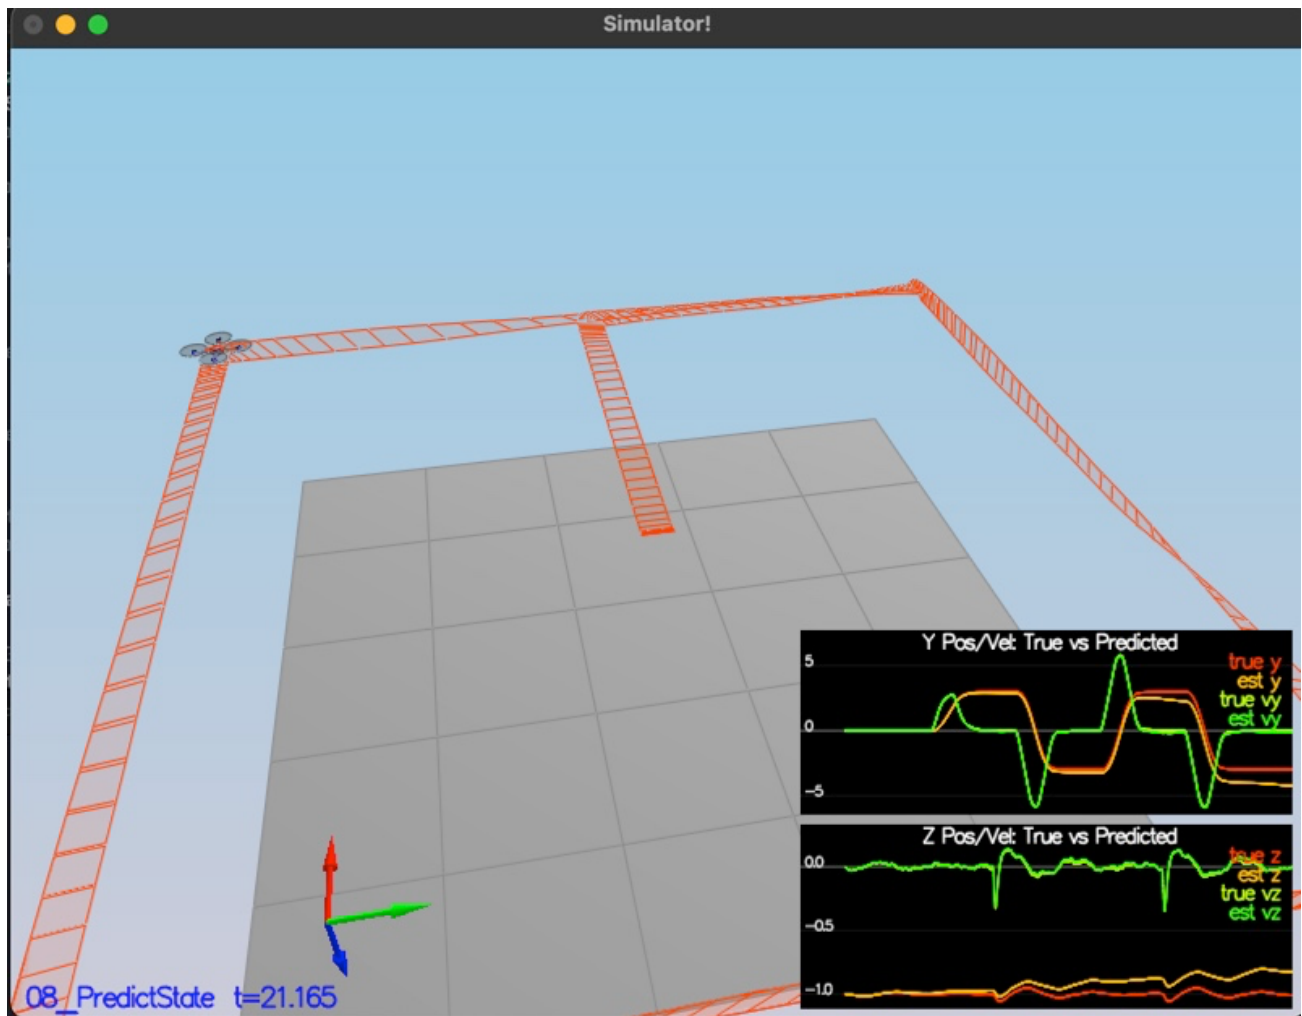 Simulator!
Y Pos/Vel: True vs Predicted
5
true y
est y
true vy
0
est vy
-5
Z Pos/Vel: True vs Predicted
0.0
true z
est z
true vz
est vz
-0.5
-1.0
08_PredictState t=21.165